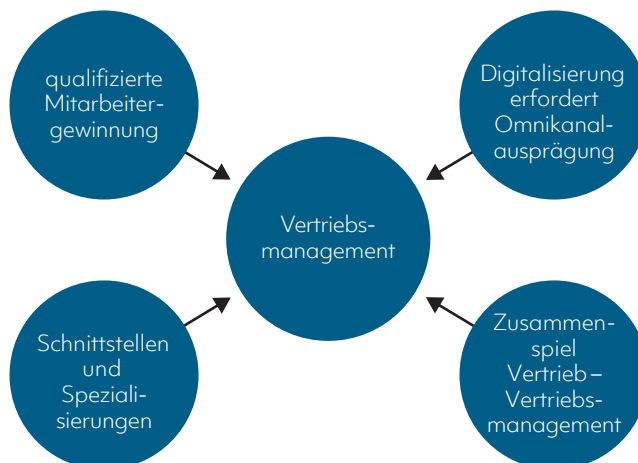 qualifizierte
Mitarbeiter-
gewinnung
Digitalisierung
erfordert
Omnikanal-
ausprägung
Vertriebs-
management
Schnittstellen
und
Speziali-
sierungen
Zusammen-
spiel
Vertrieb –
Vertriebs-
management